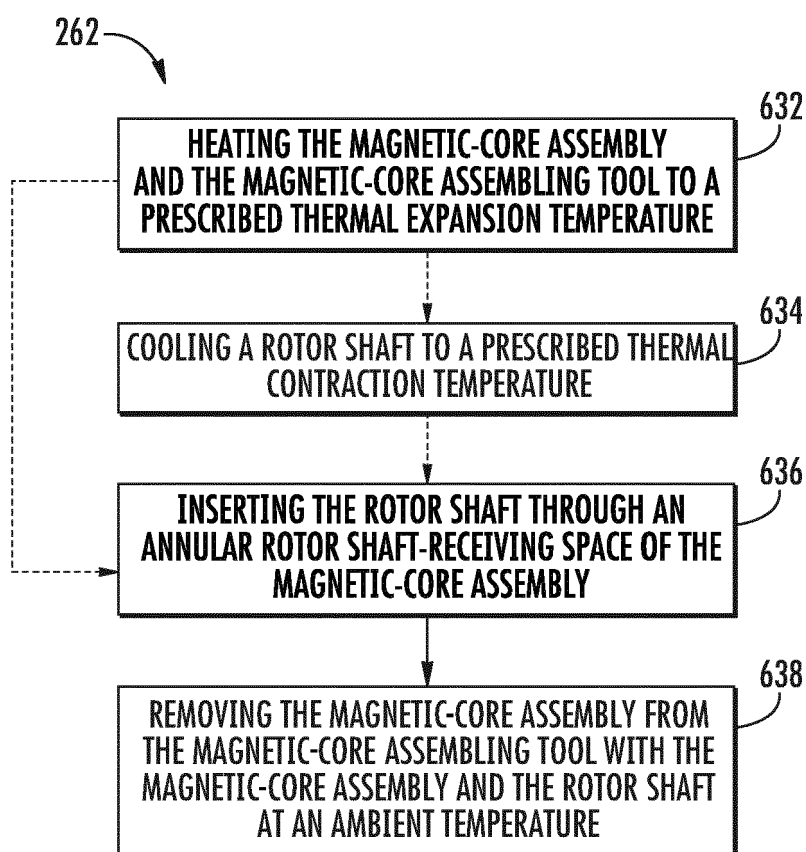 262
632
HEATING THE MAGNETIC-CORE ASSEMBLY
AND THE MAGNETIC-CORE ASSEMBLING TOOL TO A
PRESCRIBED THERMAL EXPANSION TEMPERATURE
634
COOLING A ROTOR SHAFT TO A PRESCRIBED THERMAL
CONTRACTION TEMPERATURE
636
INSERTING THE ROTOR SHAFT THROUGH AN
ANNULAR ROTOR SHAFT-RECEIVING SPACE OF THE
MAGNETIC-CORE ASSEMBLY
638
REMOVING THE MAGNETIC-CORE ASSEMBLY FROM
THE MAGNETIC-CORE ASSEMBLING TOOL WITH THE
MAGNETIC-CORE ASSEMBLY AND THE ROTOR SHAFT
AT AN AMBIENT TEMPERATURE